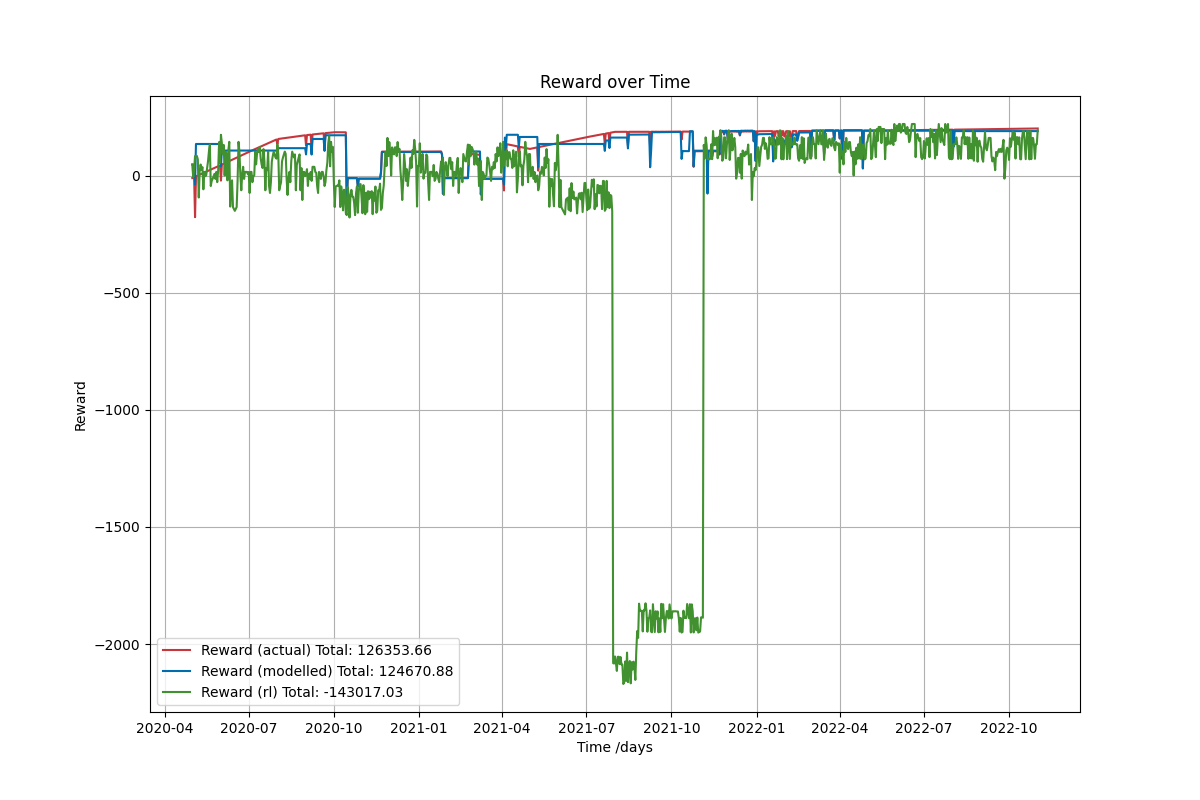 Reward over Time
Reward
0
−500
−1000
−1500
−2000
Reward (actual) Total: 126353.66
Reward (modelled) Total: 124670.88
Reward (rl) Total: -143017.03
2020-04 2020-07 2020-10 2021-01 2021-04 2021-07 2021-10 2022-01 2022-04 2022-07 2022-10
Time /days